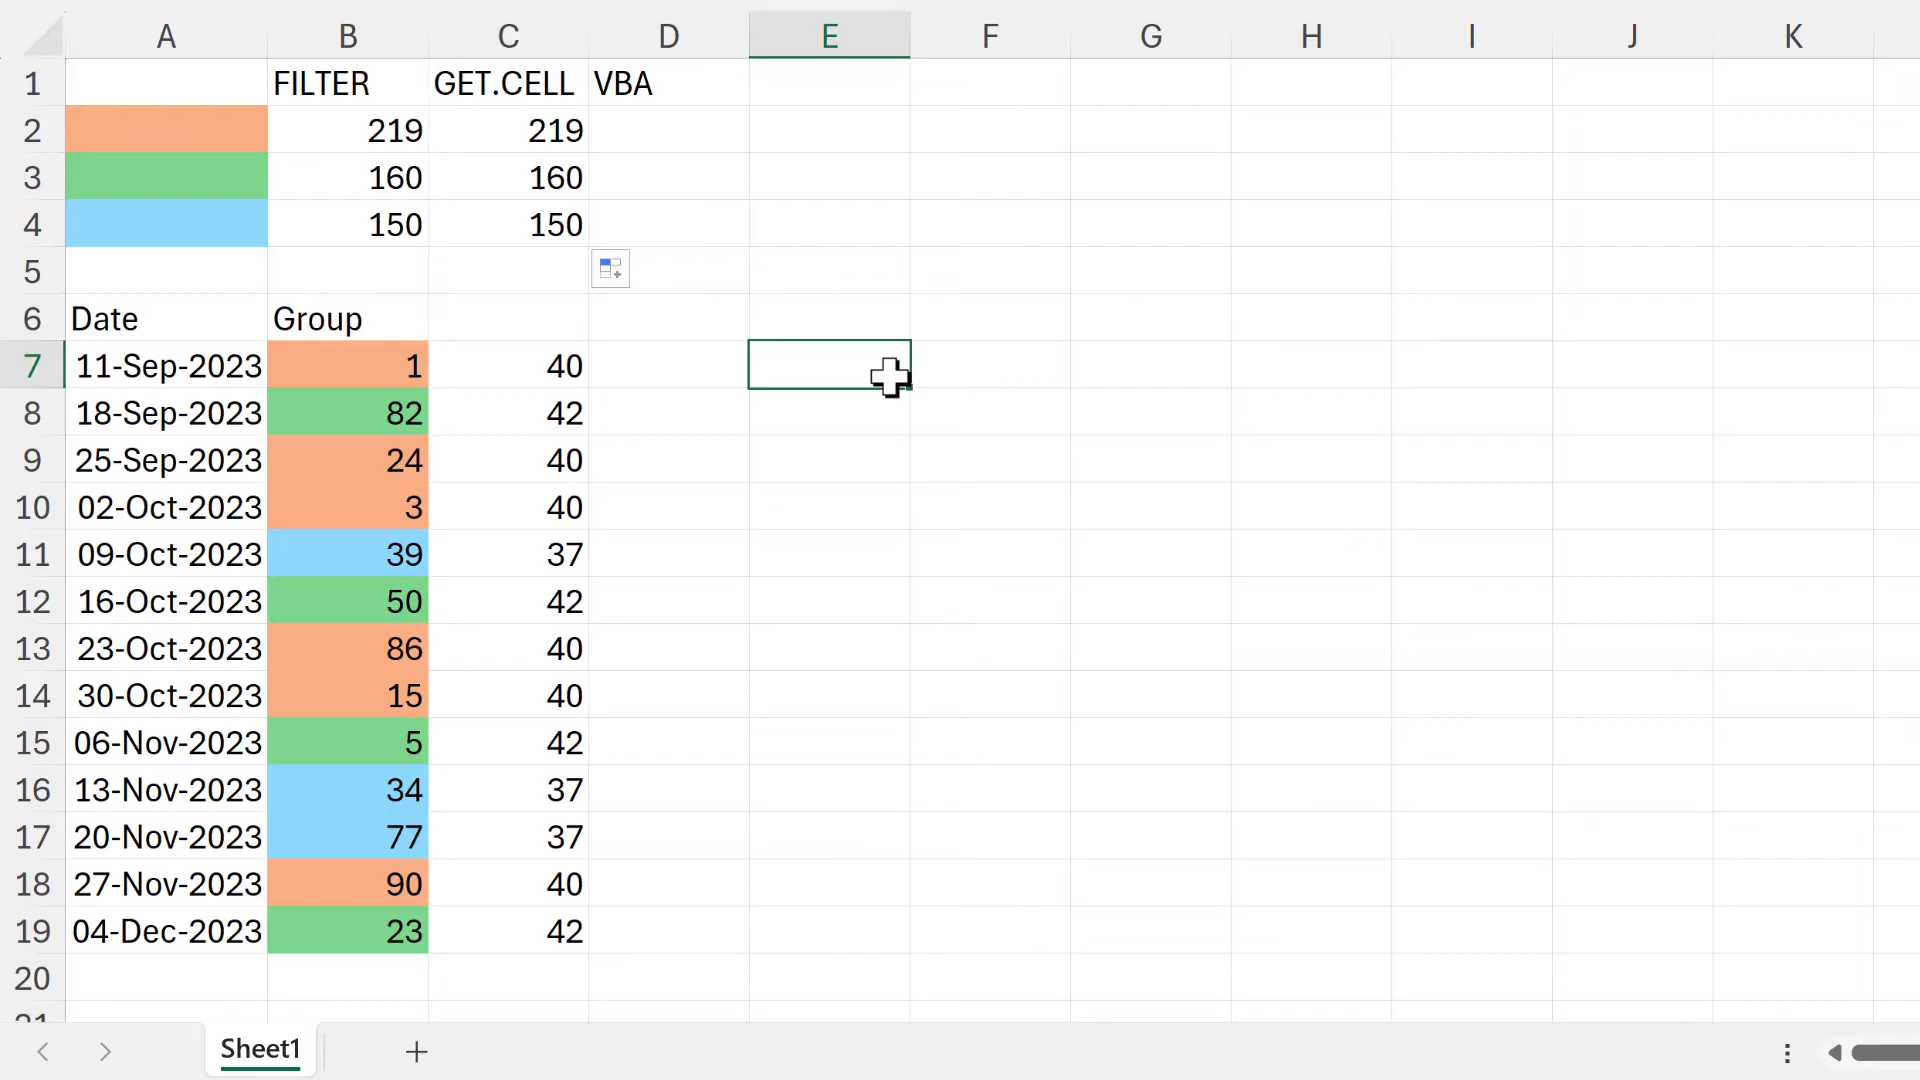 A B C D E F G H I J K
1 FILTER GET.CELL VBA
2 219 219
3 160 160
4 150 150
5
6 Date Group
7 11-Sep-2023 1 40
8 18-Sep-2023 82 42
9 25-Sep-2023 24 40
10 02-Oct-2023 3 40
11 09-Oct-2023 39 37
12 16-Oct-2023 50 42
13 23-Oct-2023 86 40
14 30-Oct-2023 15 40
15 06-Nov-2023 5 42
16 13-Nov-2023 34 37
17 20-Nov-2023 77 37
18 27-Nov-2023 90 40
19 04-Dec-2023 23 42
20
21
Sheet1